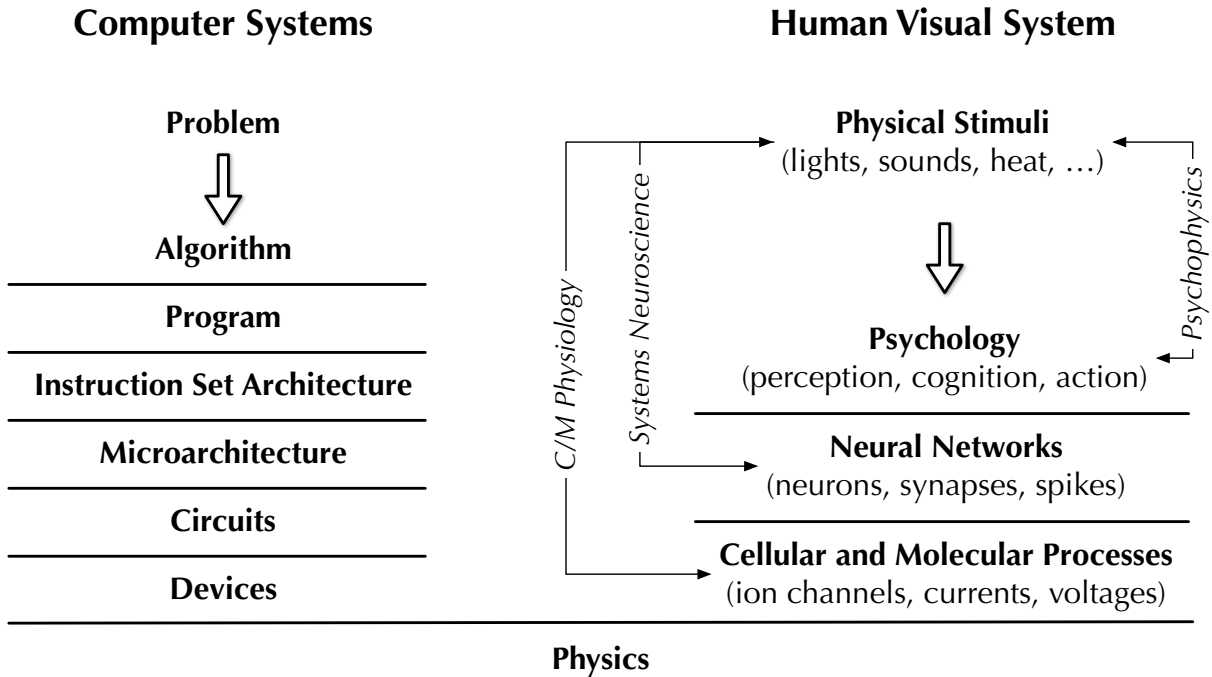 Computer Systems
Problem
Algorithm
Program
Instruction Set Architecture
Microarchitecture
Circuits
Devices
Human Visual System
Physical Stimuli
(lights, sounds, heat, …)
Psychology
(perception, cognition, action)
Neural Networks
(neurons, synapses, spikes)
Cellular and Molecular Processes
(ion channels, currents, voltages)
C/M Physiology
Systems Neuroscience
Psychophysics
Physics